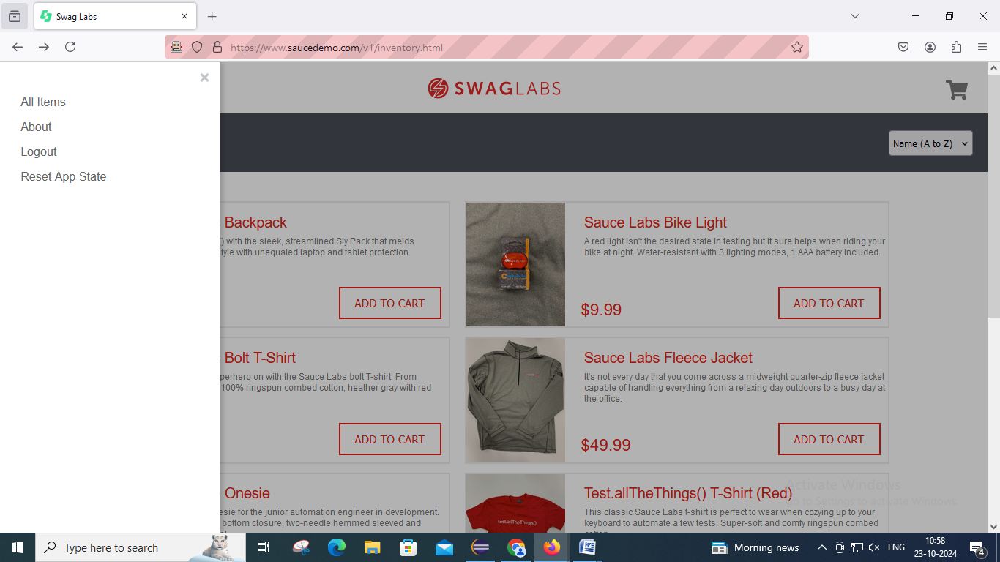 Swag Labs
https://www.saucedemo.com/v1/inventory.html
All Items
About
Logout
Reset App State
SWAGLABS
Name (A to Z)
Backpack
with the sleek, streamlined Sly Pack that melds
style with unequaled laptop and tablet protection.
ADD TO CART
Sauce Labs Bike Light
A red light isn't the desired state in testing but it sure helps when riding your
bike at night. Water-resistant with 3 lighting modes, 1 AAA battery included.
$9.99
ADD TO CART
Bolt T-Shirt
perhero on with the Sauce Labs bolt T-shirt. From
100% ringspun combed cotton, heather gray with red
ADD TO CART
Sauce Labs Fleece Jacket
It's not every day that you come across a midweight quarter-zip fleece jacket
capable of handling everything from a relaxing day outdoors to a busy day at
the office.
$49.99
ADD TO CART
Onesie
esie for the junior automation engineer in development.
bottom closure, two-needle hemmed sleeved and
test.allTheThings()
Test.allTheThings() T-Shirt (Red)
This classic Sauce Labs t-shirt is perfect to wear when cozying up to your
keyboard to automate a few tests. Super-soft and comfy ringspun combed
Activate Windows
Go to Settings to activate Windows.
Type here to search
Morning news
ENG
10:58
23-10-2024
4